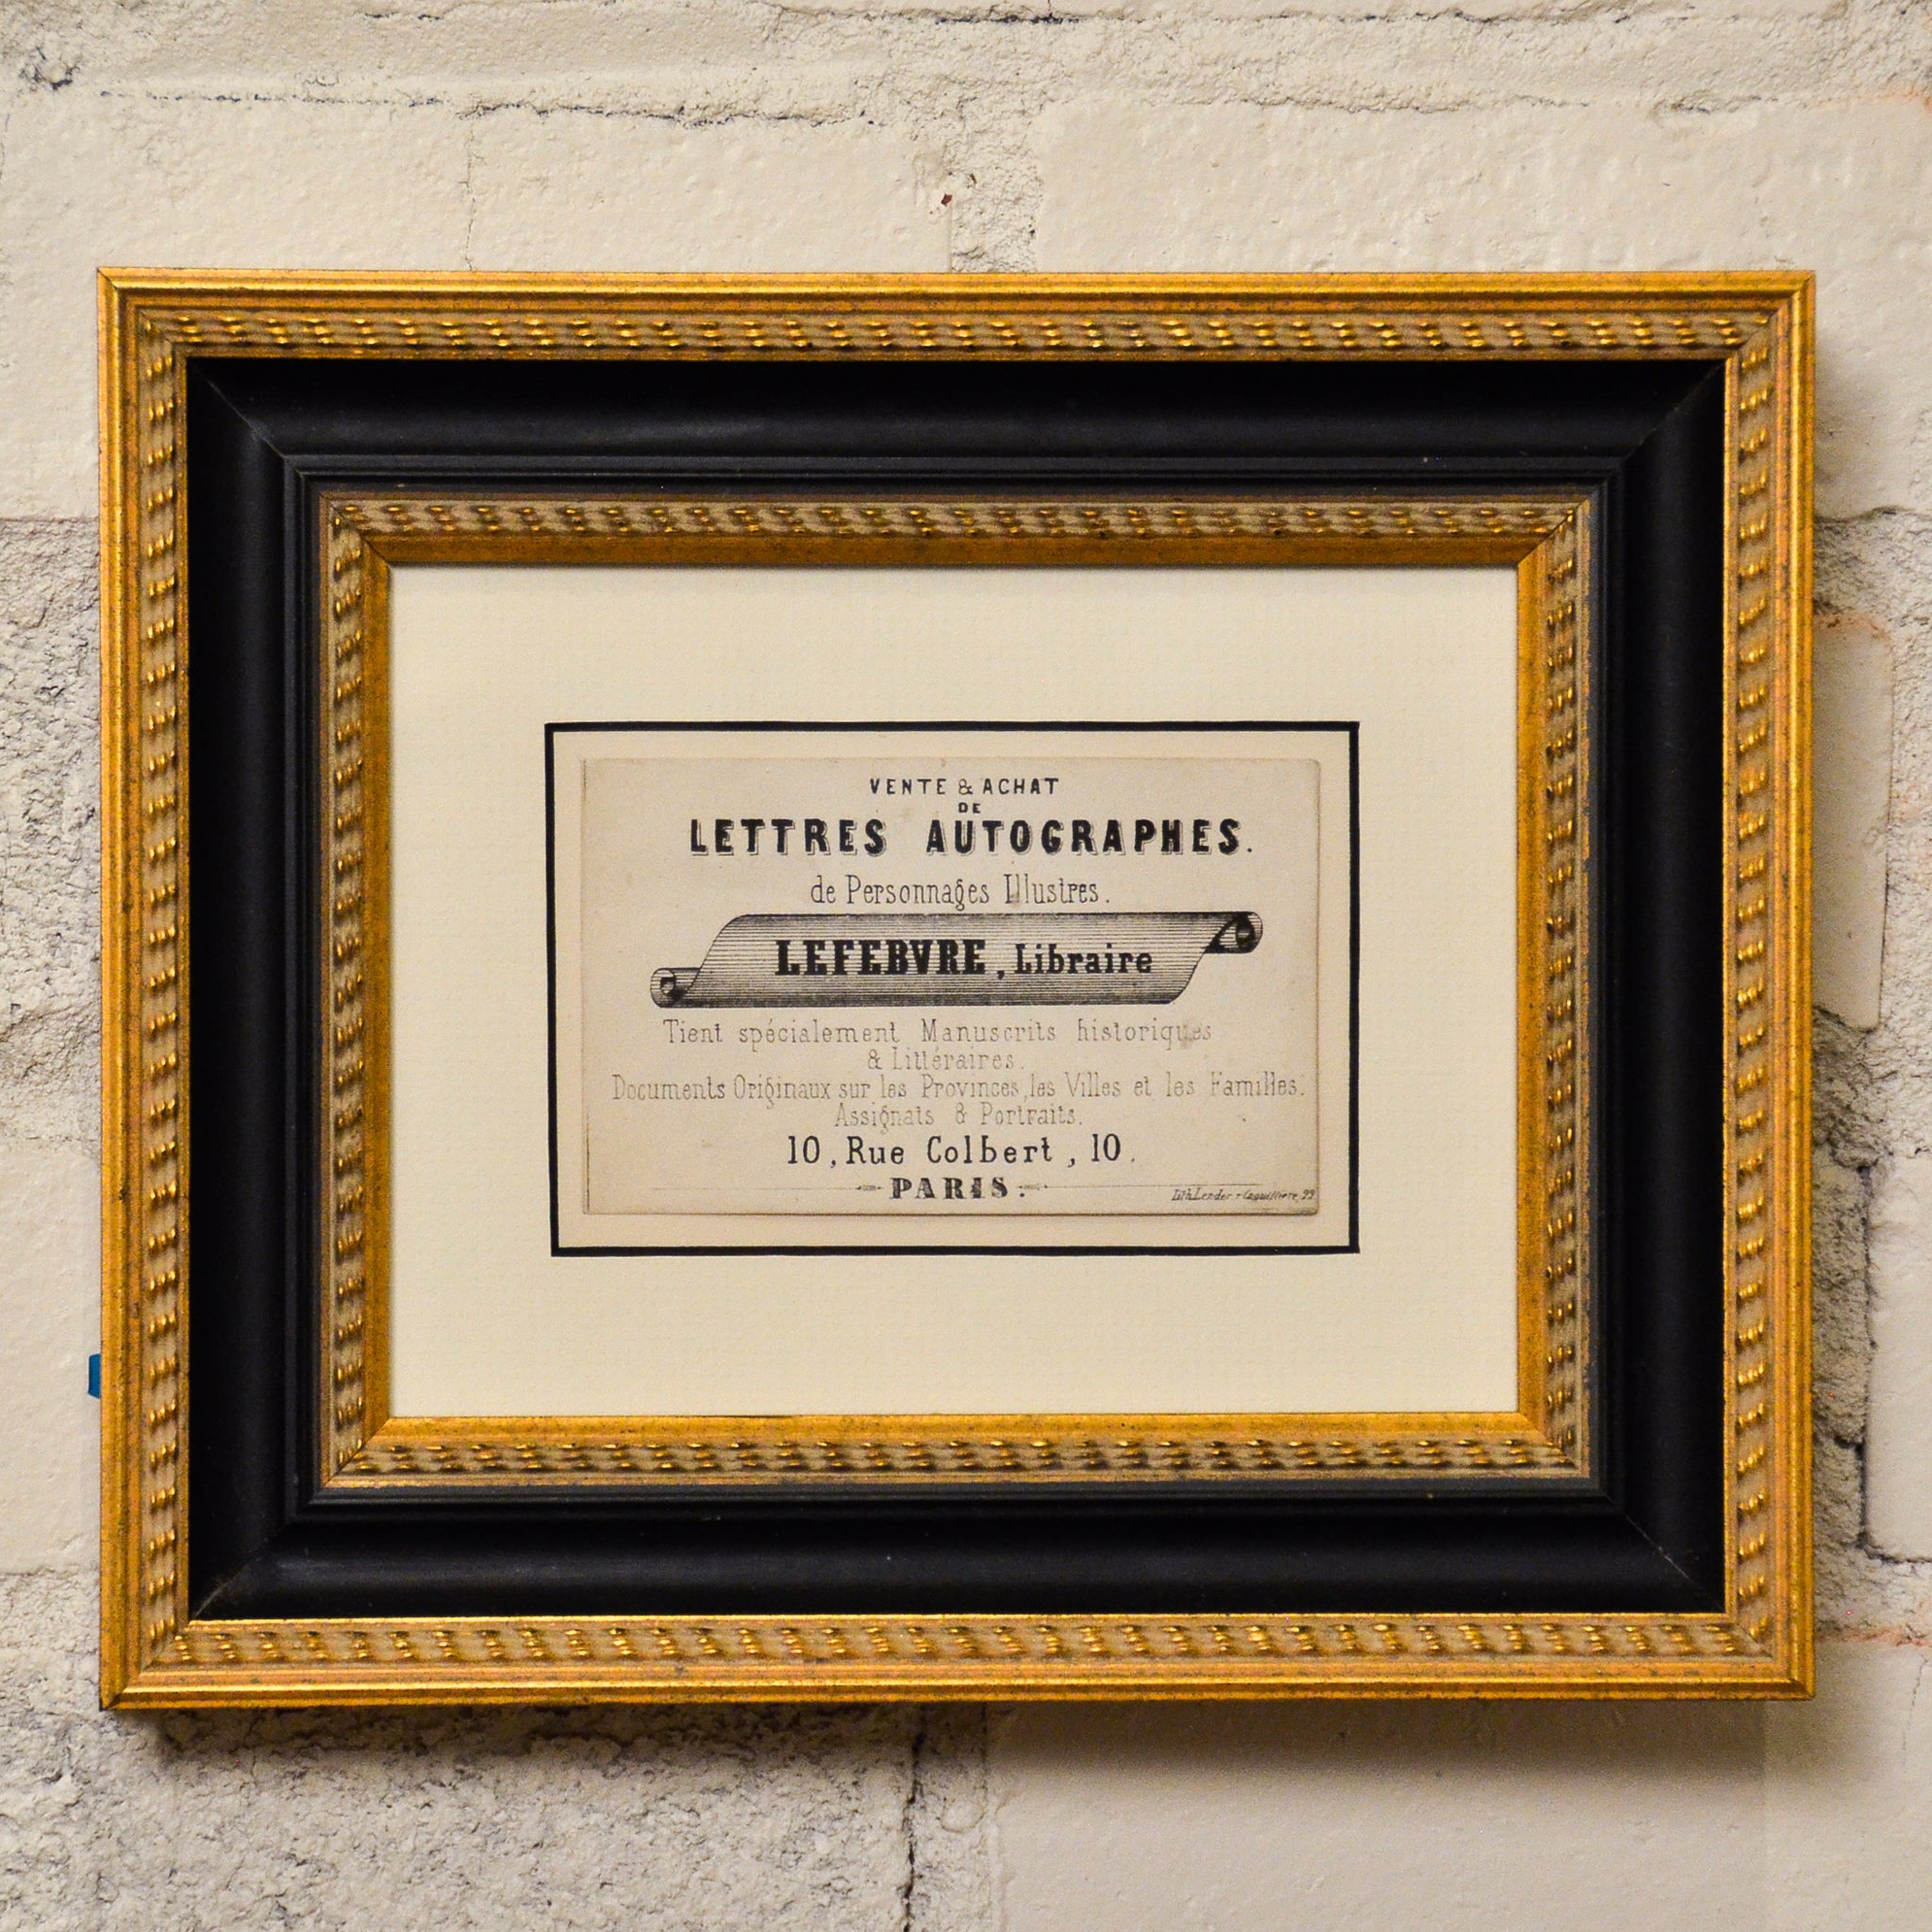 VENTE & ACHAT
DE
LETTRES AUTOGRAPHES.
de Personnages Illustres.
LEFEBVRE, Libraire
Tient spécialement Manuscrits historiques
& Littéraires.
Documents Originaux sur les Provinces, les Villes et les Familles.
Assignats & Portraits.
10, Rue Colbert, 10.
PARIS.
Lith.